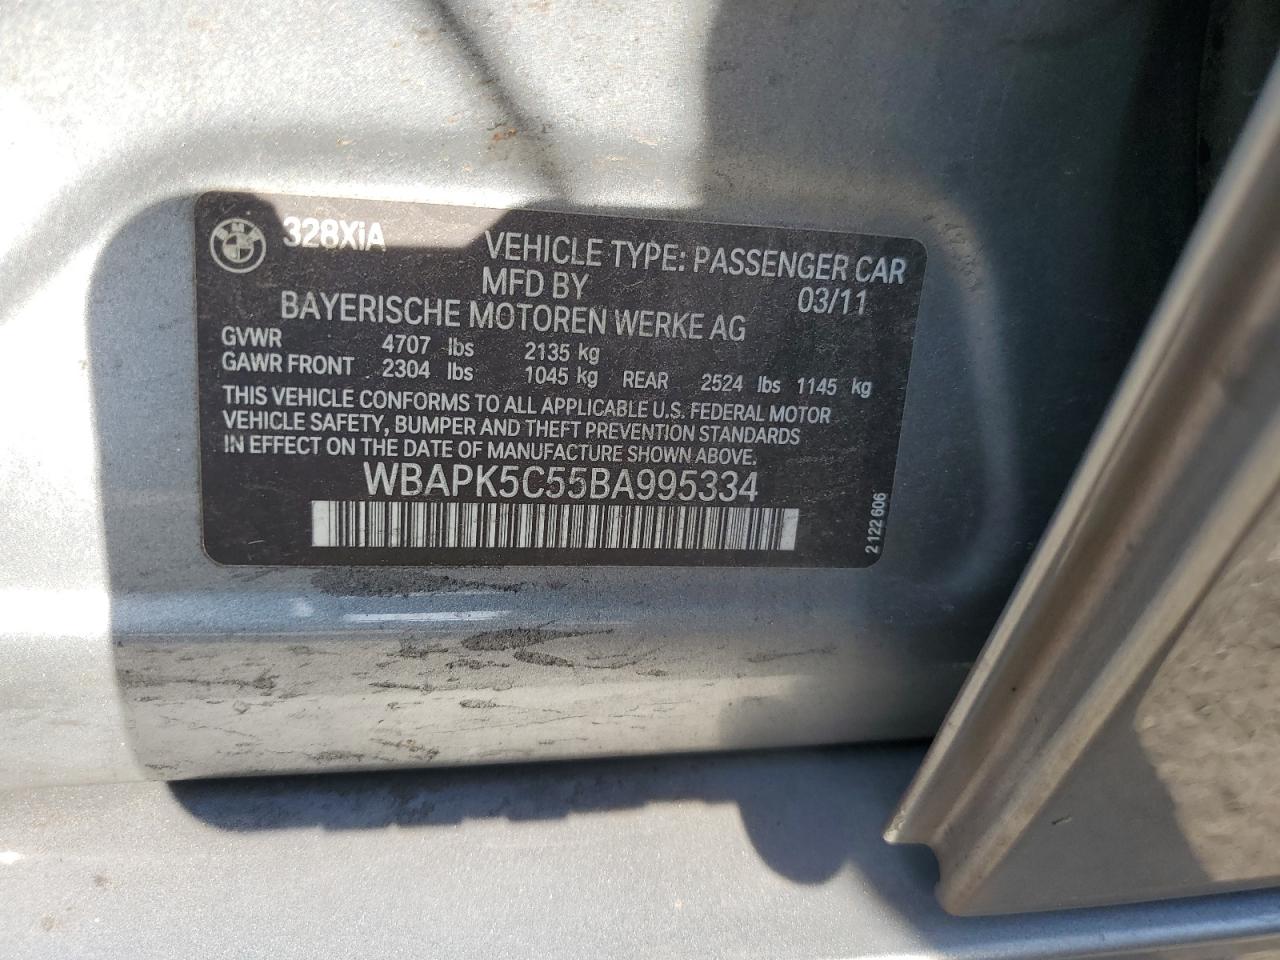 BMW 328XiA VEHICLE TYPE: PASSENGER CAR
MFD BY 03/11
BAYERISCHE MOTOREN WERKE AG
GVWR 4707 lbs 2135 kg
GAWR FRONT 2304 lbs 1045 kg REAR 2524 lbs 1145 kg
THIS VEHICLE CONFORMS TO ALL APPLICABLE U.S. FEDERAL MOTOR
VEHICLE SAFETY, BUMPER AND THEFT PREVENTION STANDARDS
IN EFFECT ON THE DATE OF MANUFACTURE SHOWN ABOVE.
WBAPK5C55BA995334
2 122 606